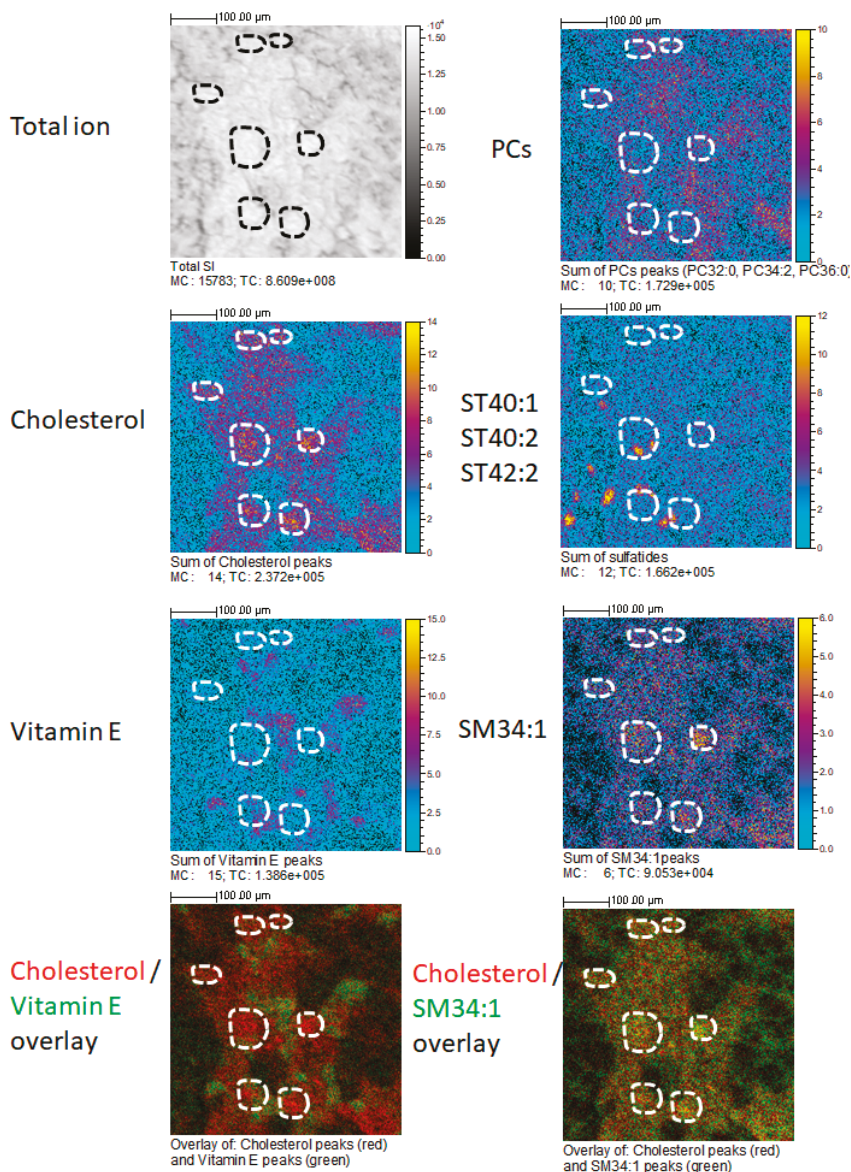 100.00 µm
100.00 µm
·10⁴
1.50
1.25
1.00
0.75
0.50
0.25
0.00
10
8
6
4
2
0
Total ion
PCs
Total SI
MC: 15783; TC: 8.609e+008
Sum of PCs peaks (PC32:0, PC34:2, PC36:0)
MC: 10; TC: 1.729e+005
100.00 µm
100.00 µm
14
12
10
8
6
4
2
0
12
10
8
6
4
2
0
Cholesterol
ST40:1
ST40:2
ST42:2
Sum of Cholesterol peaks
MC: 14; TC: 2.372e+005
Sum of sulfatides
MC: 12; TC: 1.662e+005
100.00 µm
100.00 µm
15.0
12.5
10.0
7.5
5.0
2.5
0.0
6.0
5.0
4.0
3.0
2.0
1.0
0.0
Vitamin E
SM34:1
Sum of Vitamin E peaks
MC: 15; TC: 1.386e+005
Sum of SM34:1peaks
MC: 6; TC: 9.053e+004
100.00 µm
100.00 µm
Cholesterol /
Vitamin E
overlay
Cholesterol /
SM34:1
overlay
Overlay of: Cholesterol peaks (red)
and Vitamin E peaks (green)
Overlay of: Cholesterol peaks (red)
and SM34:1 peaks (green)